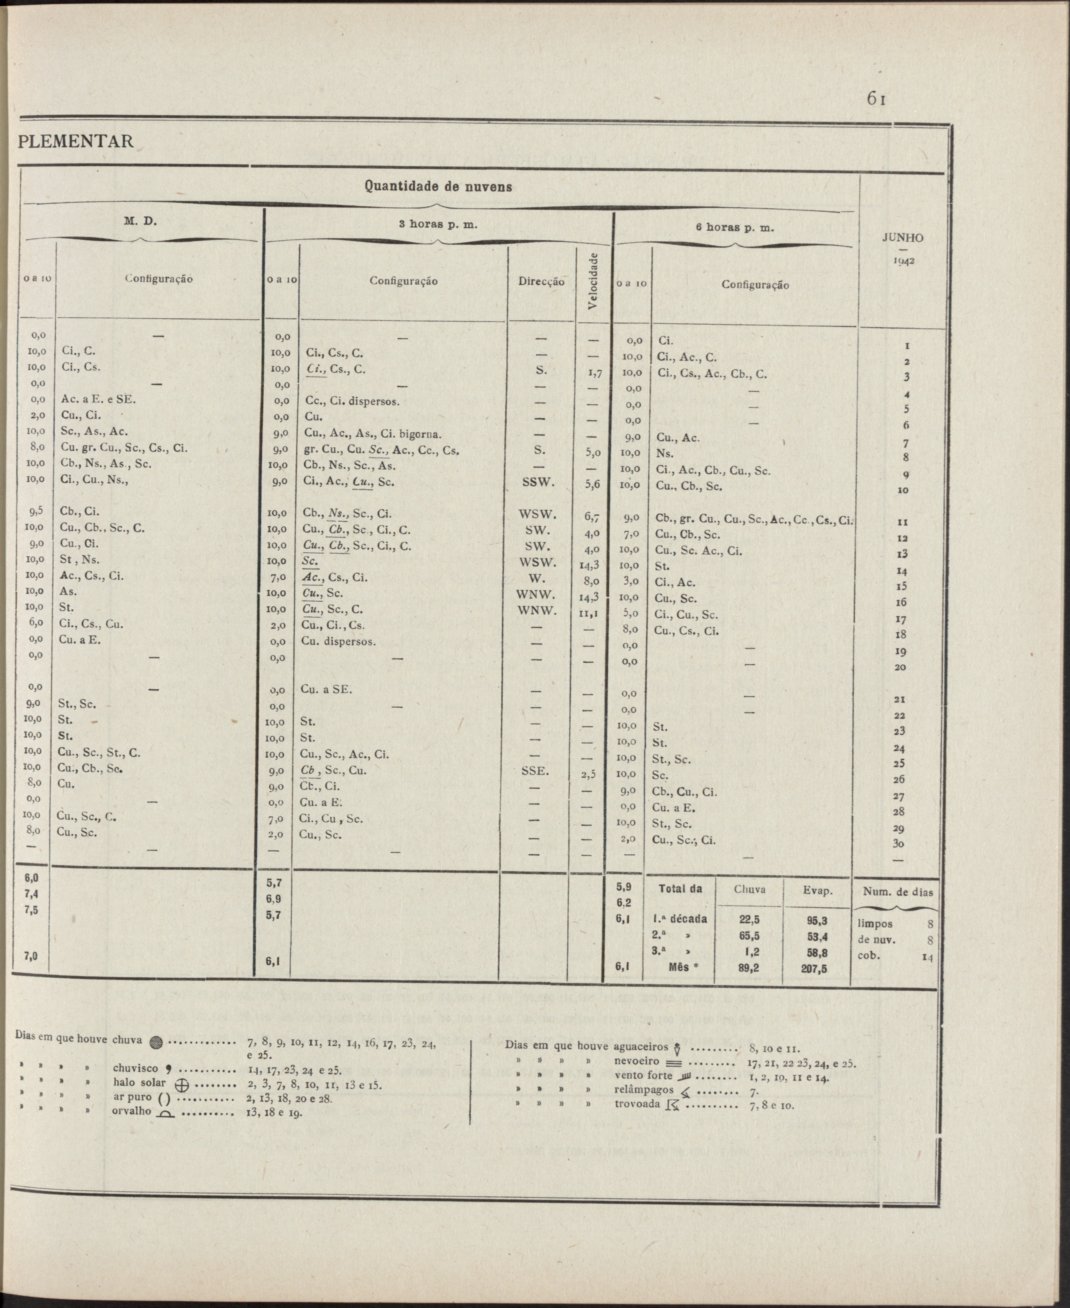 61
PLEMENTAR
Quantidade de nuvens
M. D. 3 horas p. m. 6 horas p. m. JUNHO
—
1942
0 a 10 Configuração 0 a 10 Configuração Direcção Velocidade 0 a 10 Configuração
0,0 — 0,0 — — — 0,0 Ci. 1
10,0 Ci., C. 10,0 Ci., Cs., C. — — 10,0 Ci., Ac., C. 2
10,0 Ci., Cs. 10,0 Ci., Cs., C. S. 1,7 10,0 Ci., Cs., Ac., Cb., C. 3
0,0 — 0,0 — — — 0,0 — 4
0,0 Ac. a E. e SE. 0,0 Cc., Ci. dispersos. — — 0,0 — 5
2,0 Cu., Ci. 0,0 Cu. — — 0,0 — 6
10,0 Sc., As., Ac. 9,0 Cu., Ac., As., Ci. bigorna. — — 9,0 Cu., Ac. 7
8,0 Cu. gr. Cu., Sc., Cs., Ci. 9,0 gr. Cu., Cu. Sc., Ac., Cc., Cs. S. 5,0 10,0 Ns. 8
10,0 Cb., Ns., As , Sc. 10,0 Cb., Ns., Sc., As. — — 10,0 Ci., Ac., Cb., Cu., Sc. 9
10,0 Ci., Cu., Ns., 9,0 Ci., Ac., Cu., Sc. SSW. 5,6 10,0 Cu., Cb., Sc. 10
9,5 Cb., Ci. 10,0 Cb., Ns., Sc., Ci. WSW. 6,7 9,0 Cb., gr. Cu., Cu., Sc., Ac., Cc., Cs., Ci. 11
10,0 Cu., Cb., Sc., C. 10,0 Cu., Cb., Sc., Ci., C. SW. 4,0 7,0 Cu., Cb., Sc. 12
9,0 Cu., Ci. 10,0 Cu., Cb., Sc., Ci., C. SW. 4,0 10,0 Cu., Sc. Ac., Ci. 13
10,0 St , Ns. 10,0 Sc. WSW. 14,3 10,0 St. 14
10,0 Ac., Cs., Ci. 7,0 Ac., Cs., Ci. W. 8,0 3,0 Ci., Ac. 15
10,0 As. 10,0 Cu., Sc. WNW. 14,3 10,0 Cu., Sc. 16
10,0 St. 10,0 Cu., Sc., C. WNW. 11,1 5,0 Ci., Cu., Sc. 17
6,0 Ci., Cs., Cu. 2,0 Cu., Ci., Cs. — — 8,0 Cu., Cs., Ci. 18
0,0 Cu. a E. 0,0 Cu. dispersos. — — 0,0 — 19
0,0 — 0,0 — — — 0,0 — 20
0,0 — 0,0 Cu. a SE. — — 0,0 — 21
9,0 St., Sc. 0,0 — — — 0,0 — 22
10,0 St. 10,0 St. — — 10,0 St. 23
10,0 St. 10,0 St. — — 10,0 St. 24
10,0 Cu., Sc., St., C. 10,0 Cu., Sc., Ac., Ci. — — 10,0 St., Sc. 25
10,0 Cu., Cb., Sc. 9,0 Cb , Sc., Cu. SSE. 2,5 10,0 Sc. 26
8,0 Cu. 9,0 Cb., Ci. — — 9,0 Cb., Cu., Ci. 27
0,0 — 0,0 Cu. a E. — — 0,0 Cu. a E. 28
10,0 Cu., Sc., C. 7,0 Ci., Cu , Sc. — — 10,0 St., Sc. 29
8,0 Cu., Sc. 2,0 Cu., Sc. — — 2,0 Cu., Sc., Ci. 30
— — — — — — — — —
6,0 5,7 5,9 Total da Chuva Evap. Num. de dias
7,4 6,9 6,2
7,5 5,7 6,1 1.ª década 22,5 95,3 limpos 8
2.ª » 65,5 53,4 de nuv. 8
3.ª » 1,2 58,8 cob. 14
7,0 6,1 6,1 Mês * 89,2 207,5
Dias em que houve chuva ............ 7, 8, 9, 10, 11, 12, 14, 16, 17, 23, 24,
e 25.
» » » » chuvisco .......... 14, 17, 23, 24 e 25.
» » » » halo solar ........ 2, 3, 7, 8, 10, 11, 13 e 15.
» » » » ar puro ( ) ........... 2, 13, 18, 20 e 28.
» » » » orvalho .......... 13, 18 e 19.
Dias em que houve aguaceiros ......... 8, 10 e 11.
» » » » nevoeiro ......... 17, 21, 22 23, 24, e 25.
» » » » vento forte ........ 1, 2, 10, 11 e 14.
» » » » relâmpagos ........ 7.
» » » » trovoada .......... 7, 8 e 10.